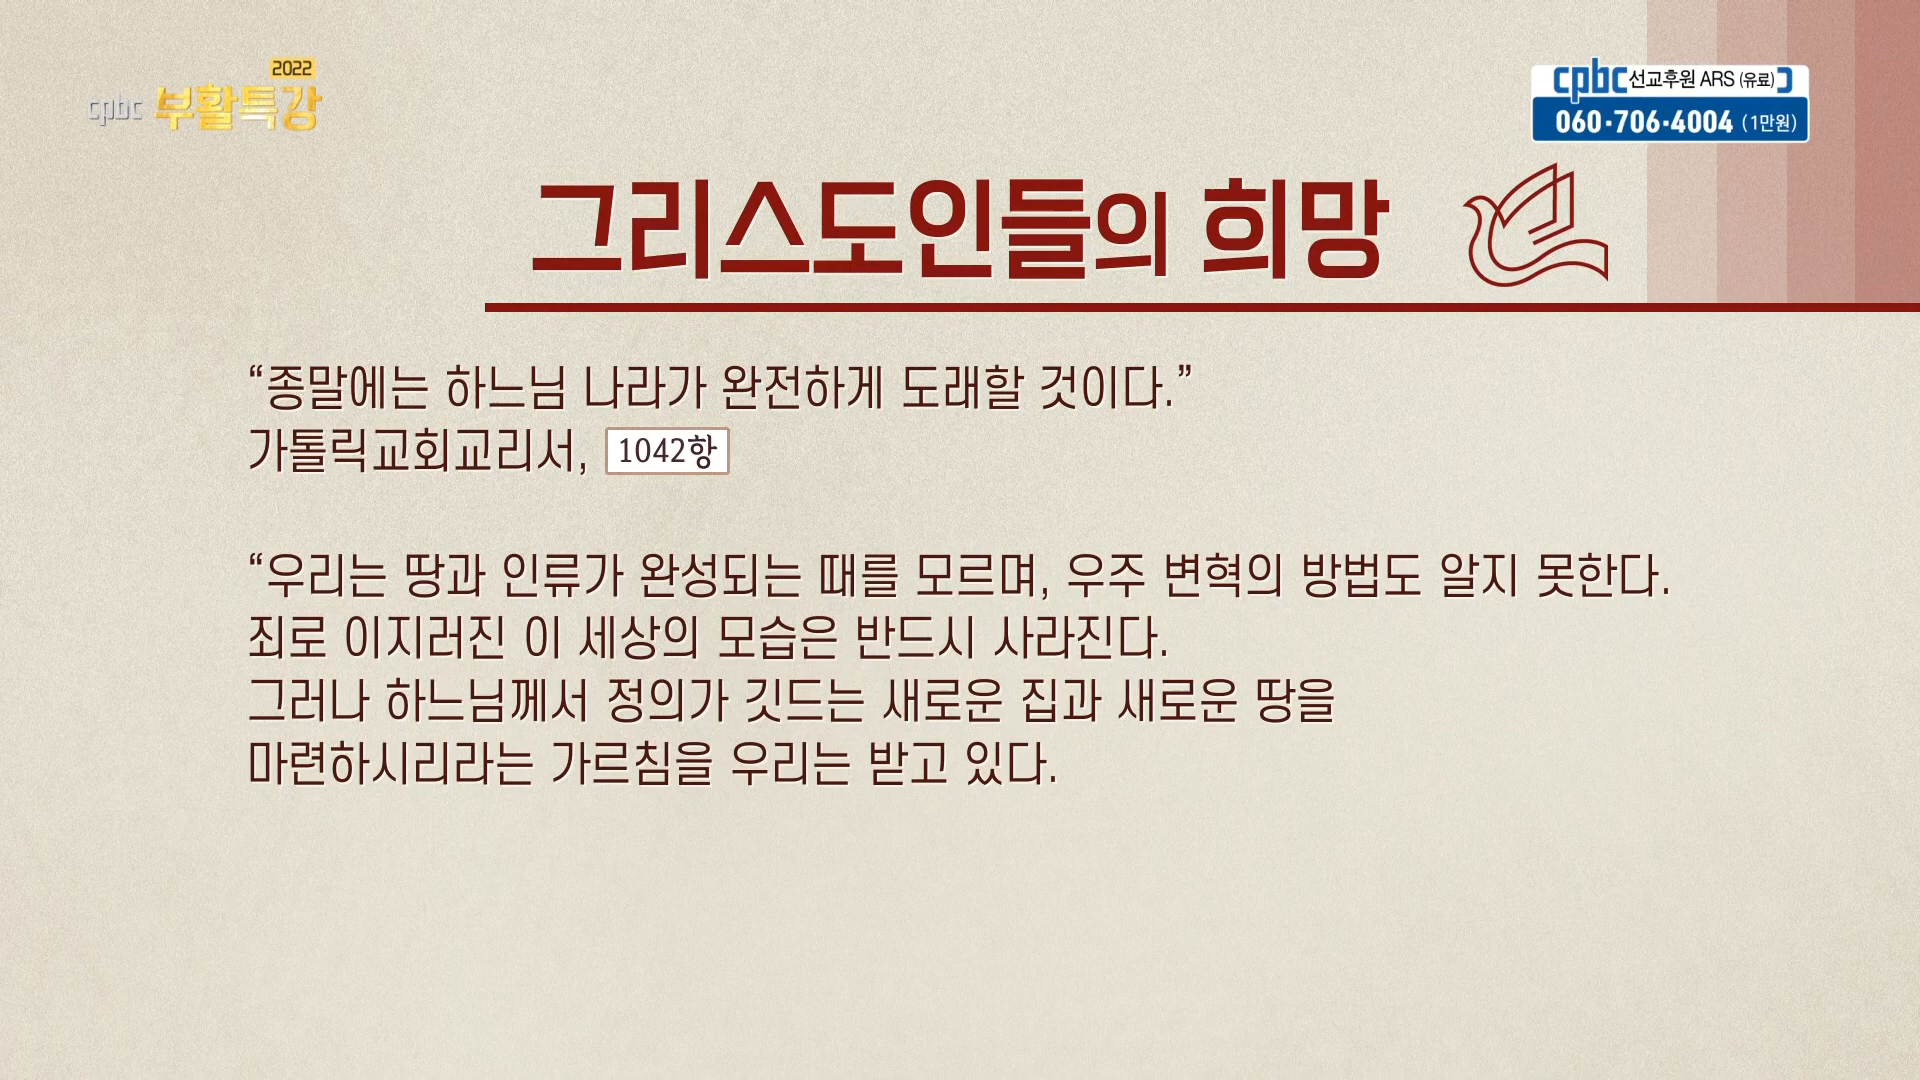 2022
cpbc 부활특강
cpbc 선교후원 ARS (유료)
060·706·4004 (1만원)
그리스도인들의 희망
“종말에는 하느님 나라가 완전하게 도래할 것이다.”
가톨릭교회교리서, 1042항
“우리는 땅과 인류가 완성되는 때를 모르며, 우주 변혁의 방법도 알지 못한다.
죄로 이지러진 이 세상의 모습은 반드시 사라진다.
그러나 하느님께서 정의가 깃드는 새로운 집과 새로운 땅을
마련하시리라는 가르침을 우리는 받고 있다.